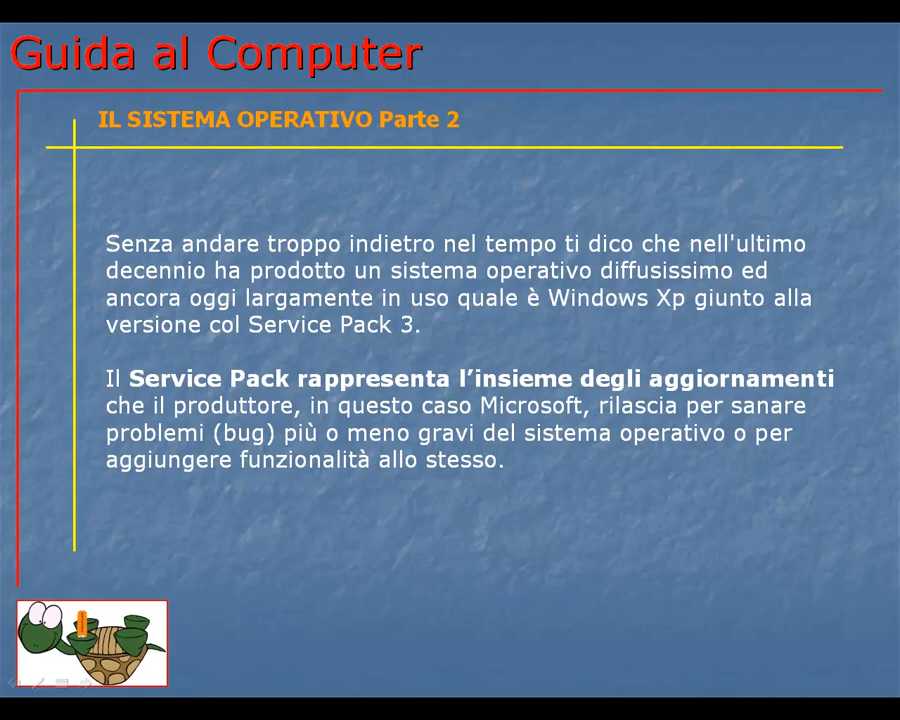 Guida al Computer
IL SISTEMA OPERATIVO Parte 2
Senza andare troppo indietro nel tempo ti dico che nell'ultimo
decennio ha prodotto un sistema operativo diffusissimo ed
ancora oggi largamente in uso quale è Windows Xp giunto alla
versione col Service Pack 3.
Il Service Pack rappresenta l’insieme degli aggiornamenti
che il produttore, in questo caso Microsoft, rilascia per sanare
problemi (bug) più o meno gravi del sistema operativo o per
aggiungere funzionalità allo stesso.